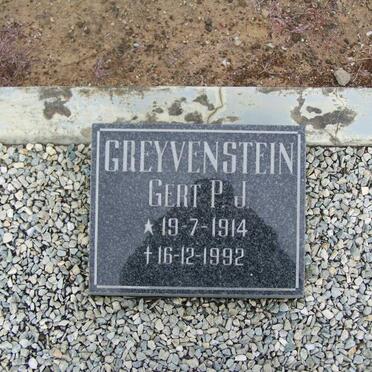 GREYVENSTEIN
GERT P. J
★ 19-7-1914
† 16-12-1992